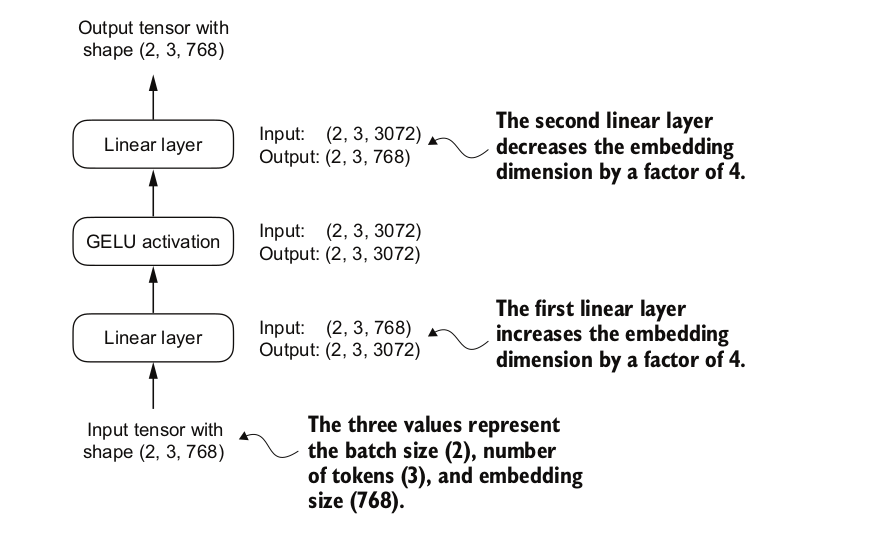 Output tensor with
shape (2, 3, 768)
Linear layer
Input: (2, 3, 3072)
Output: (2, 3, 768)
The second linear layer
decreases the embedding
dimension by a factor of 4.
GELU activation
Input: (2, 3, 3072)
Output: (2, 3, 3072)
Linear layer
Input: (2, 3, 768)
Output: (2, 3, 3072)
The first linear layer
increases the embedding
dimension by a factor of 4.
Input tensor with
shape (2, 3, 768)
The three values represent
the batch size (2), number
of tokens (3), and embedding
size (768).